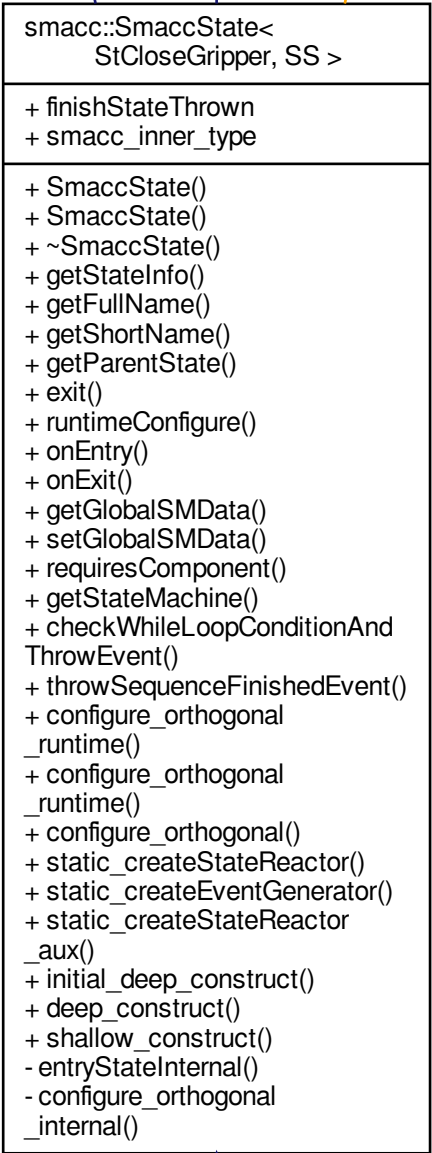 smacc::SmaccState<
StCloseGripper, SS >
+ finishStateThrown
+ smacc_inner_type
+ SmaccState()
+ SmaccState()
+ ~SmaccState()
+ getStateInfo()
+ getFullName()
+ getShortName()
+ getParentState()
+ exit()
+ runtimeConfigure()
+ onEntry()
+ onExit()
+ getGlobalSMData()
+ setGlobalSMData()
+ requiresComponent()
+ getStateMachine()
+ checkWhileLoopConditionAnd
ThrowEvent()
+ throwSequenceFinishedEvent()
+ configure_orthogonal
_runtime()
+ configure_orthogonal
_runtime()
+ configure_orthogonal()
+ static_createStateReactor()
+ static_createEventGenerator()
+ static_createStateReactor
_aux()
+ initial_deep_construct()
+ deep_construct()
+ shallow_construct()
- entryStateInternal()
- configure_orthogonal
_internal()